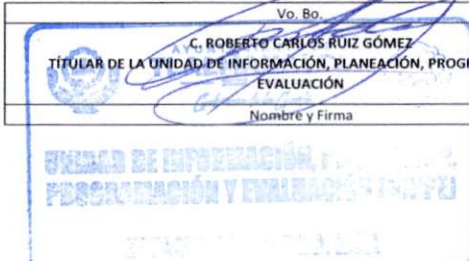 Vo. Bo.
C. ROBERTO CARLOS RUIZ GÓMEZ
TÍTULAR DE LA UNIDAD DE INFORMACIÓN, PLANEACIÓN, PROG
EVALUACIÓN
Nombre y Firma
UNIDAD DE INFORMACIÓN,
PROGRAMACIÓN Y EVALUACIÓN